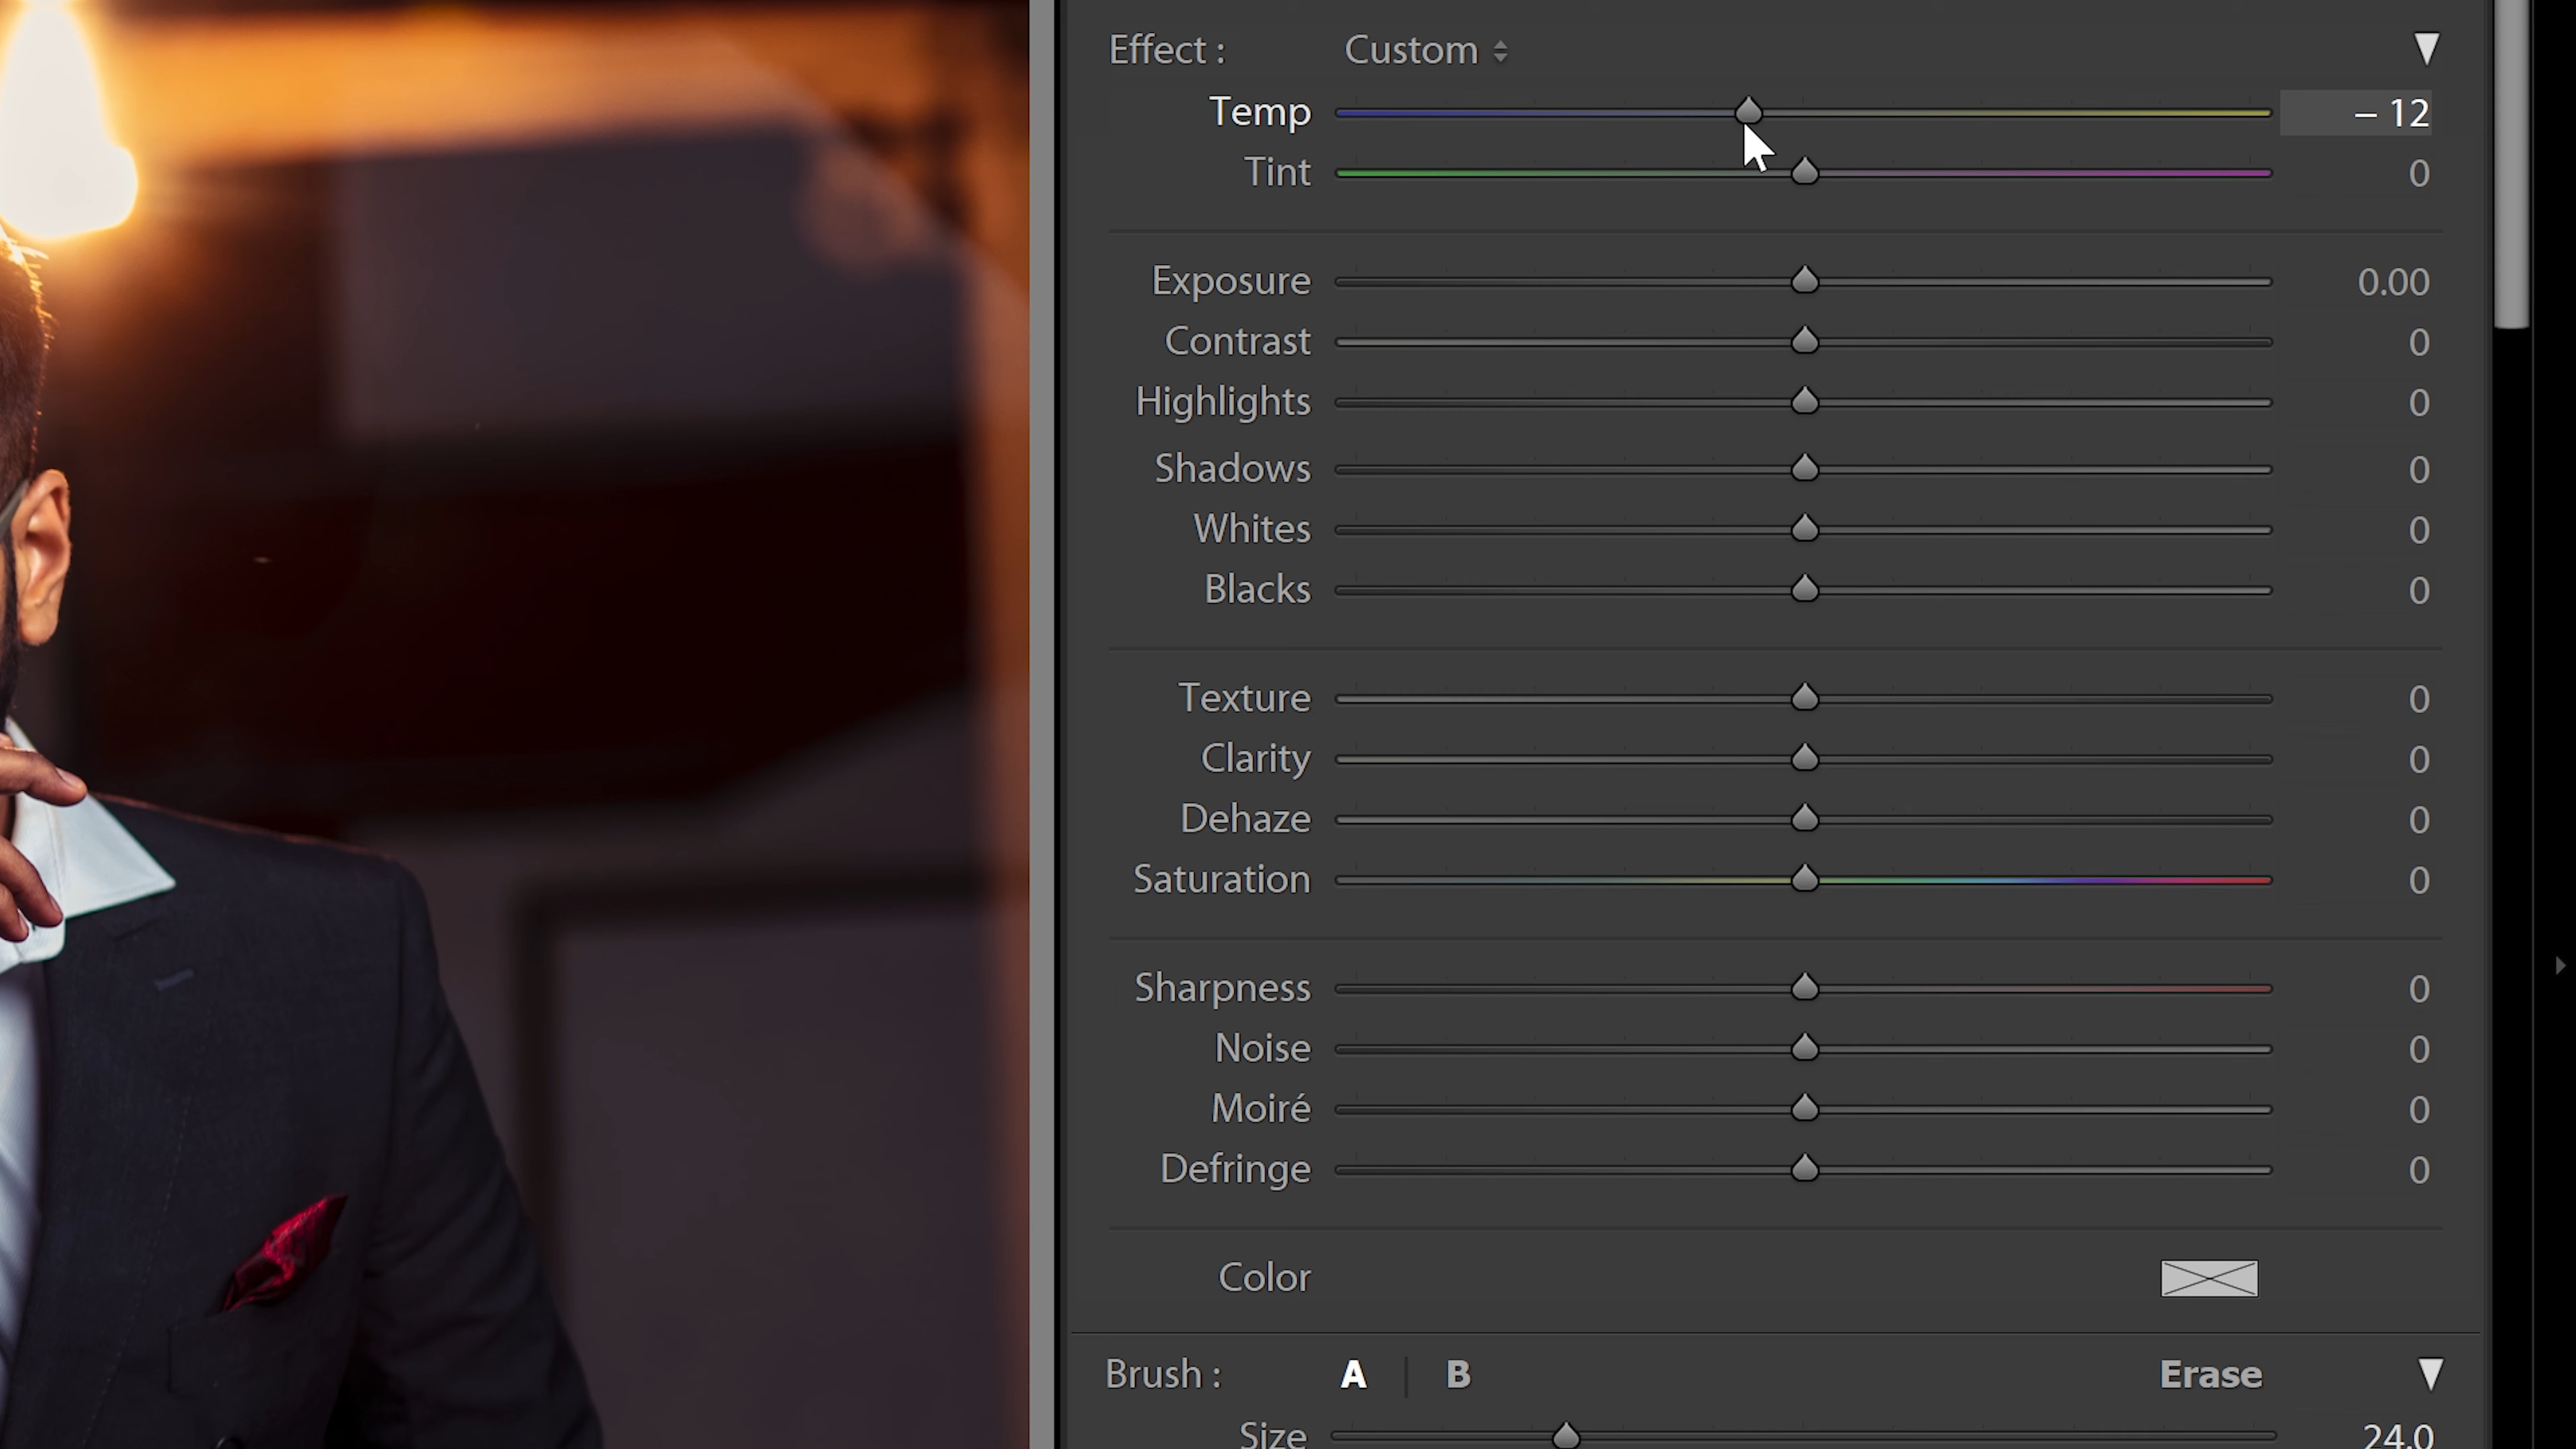 Effect : Custom
Temp – 12
Tint 0
Exposure 0.00
Contrast 0
Highlights 0
Shadows 0
Whites 0
Blacks 0
Texture 0
Clarity 0
Dehaze 0
Saturation 0
Sharpness 0
Noise 0
Moiré 0
Defringe 0
Color
Brush : A | B Erase
Size 24.0